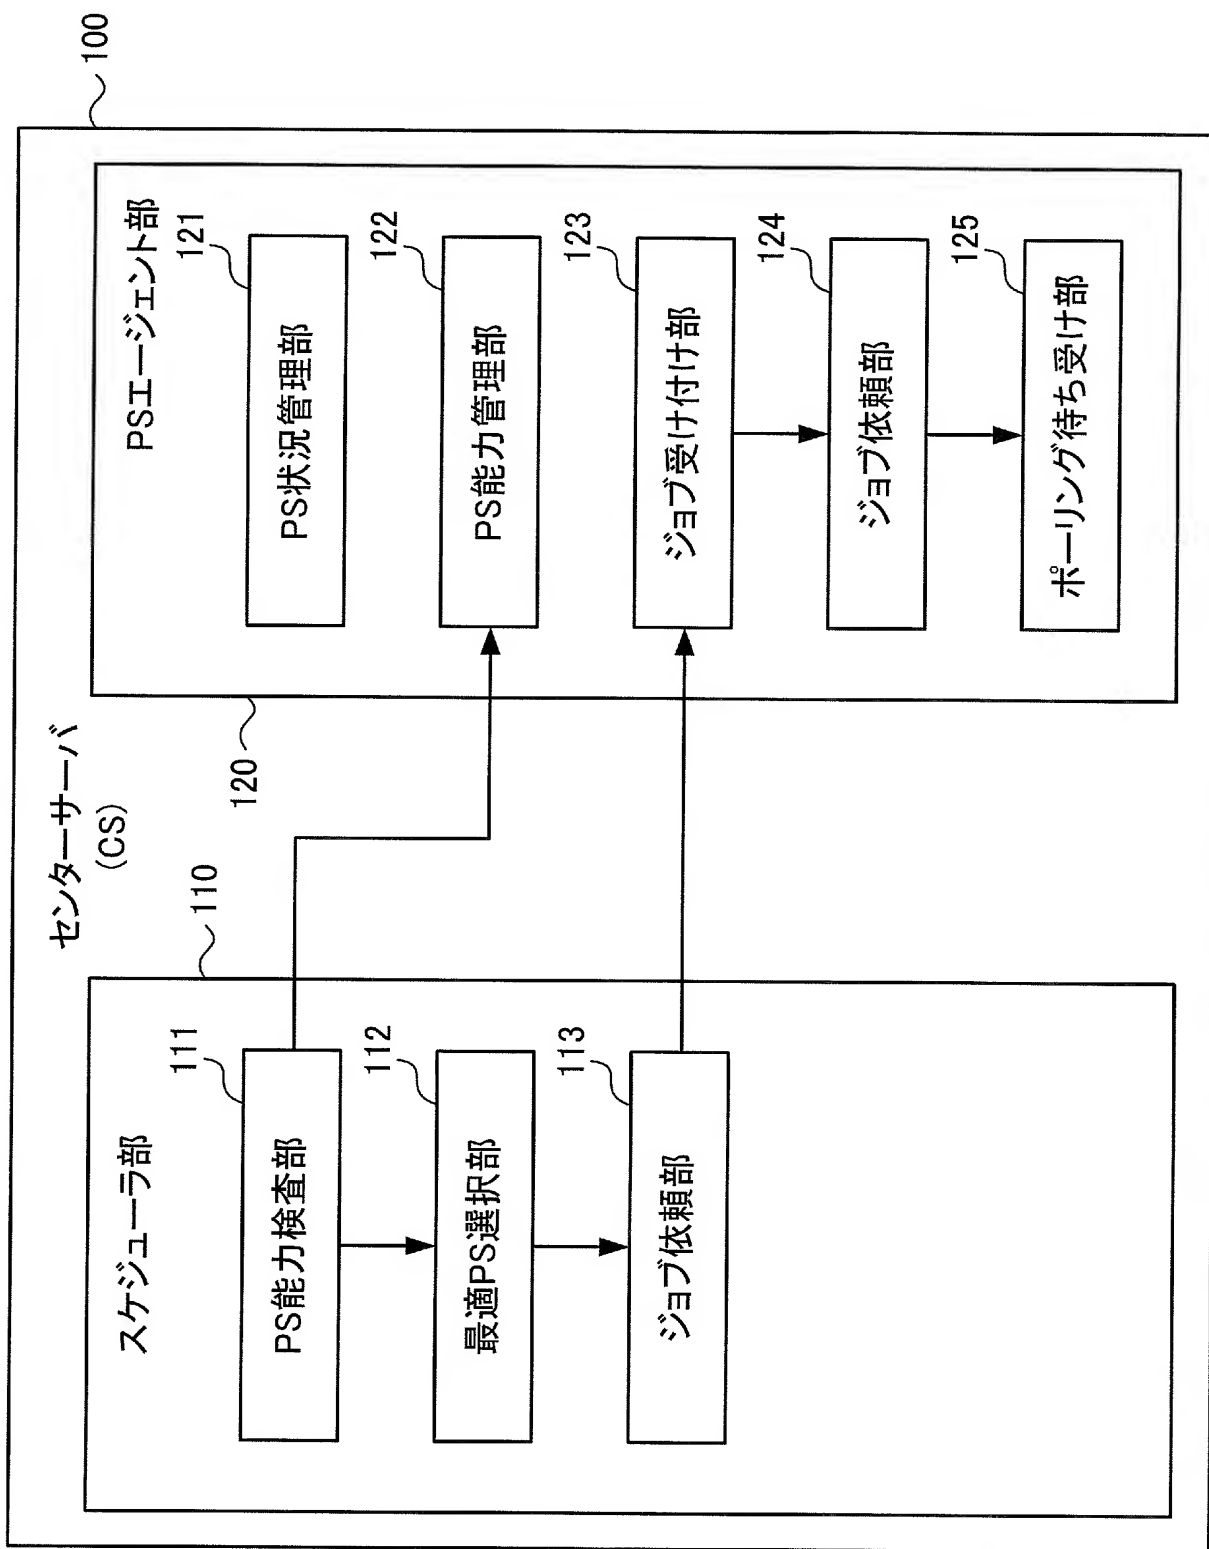 100
センターサーバ
(CS)
110
スケジューラ部
111
PS能力検査部
112
最適PS選択部
113
ジョブ依頼部
120
PSエージェント部
121
PS状況管理部
122
PS能力管理部
123
ジョブ受け付け部
124
ジョブ依頼部
125
ポーリング待ち受け部